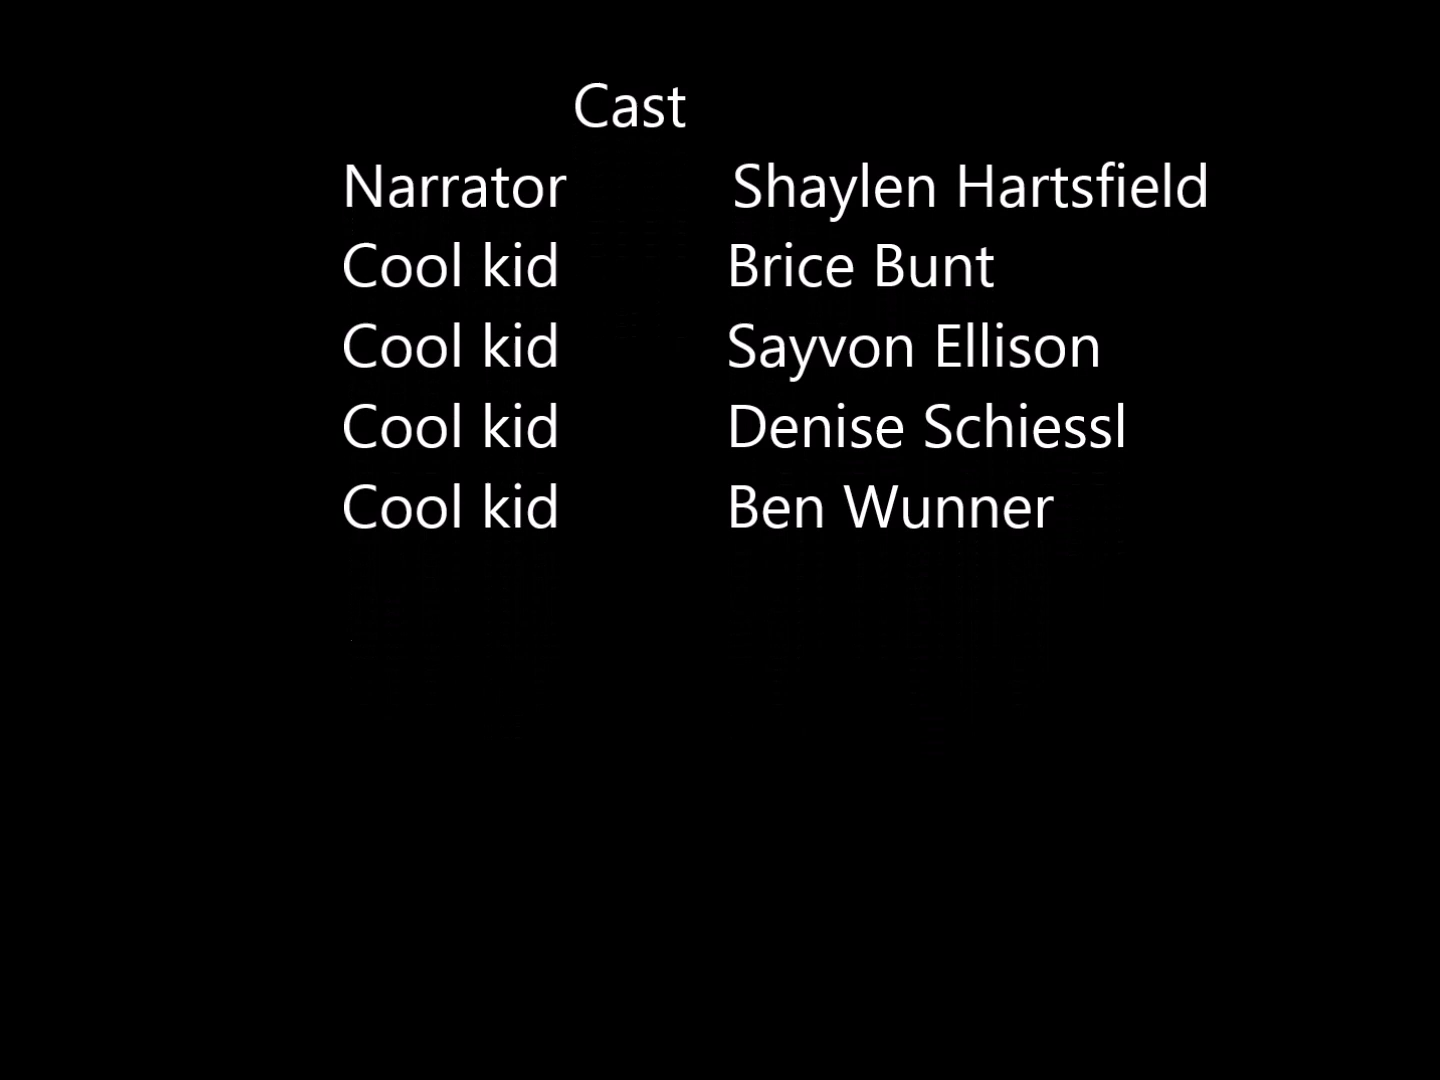 Cast
Narrator Shaylen Hartsfield
Cool kid Brice Bunt
Cool kid Sayvon Ellison
Cool kid Denise Schiessl
Cool kid Ben Wunner